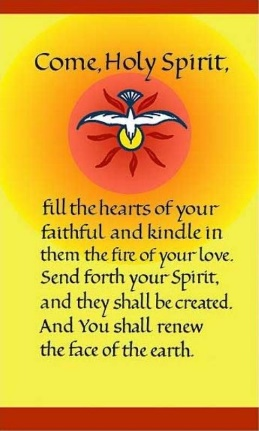 Come, Holy Spirit,
fill the hearts of your
faithful and kindle in
them the fire of your love.
Send forth your Spirit,
and they shall be created.
And You shall renew
the face of the earth.